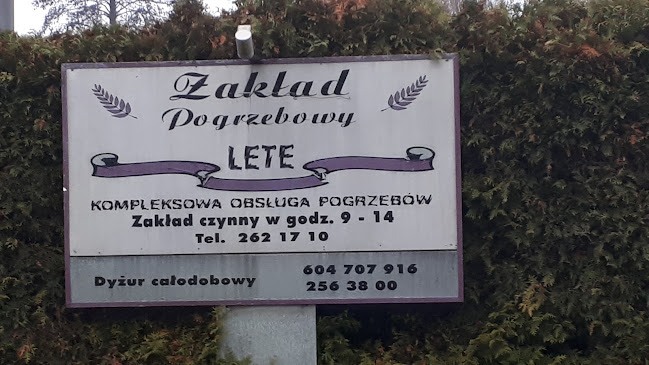 Zakład
Pogrzebowy
LETE
KOMPLEKSOWA OBSŁUGA POGRZEBÓW
Zakład czynny w godz. 9 - 14
Tel. 262 17 10
Dyżur całodobowy 604 707 916
256 38 00